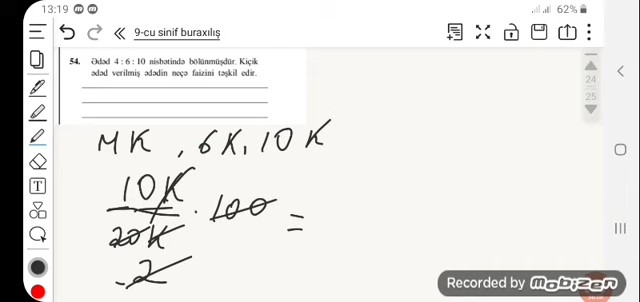 13:19
62%
9-cu sinif buraxılış
54. Ədəd 4 : 6 : 10 nisbətində bölünmüşdür. Kiçik
ədəd verilmiş ədədin neçə faizini təşkil edir.
24
25
4K, 6K, 10K
10K
· 100 =
20K
2
T
Recorded by mobizen